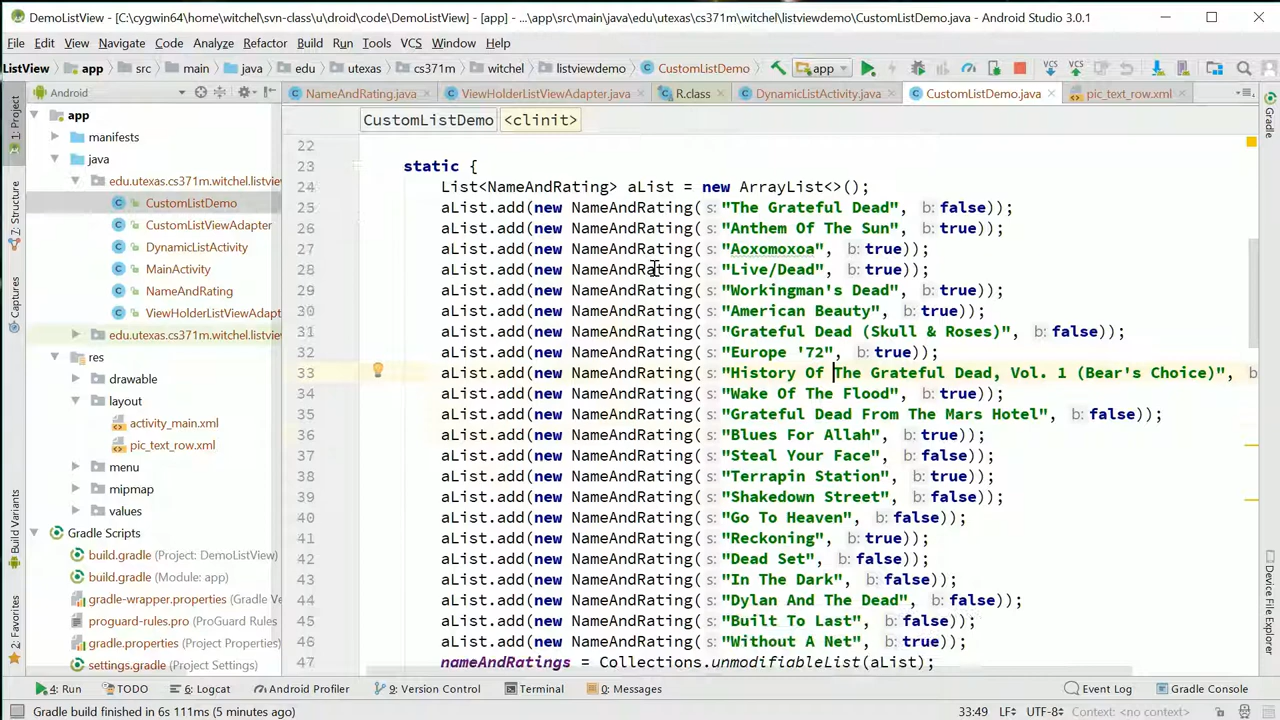 DemoListView - [C:\cygwin64\home\witchel\svn-class\u\droid\code\DemoListView] - [app] - ...\app\src\main\java\edu\utexas\cs371m\witchel\listviewdemo\CustomListDemo.java - Android Studio 3.0.1
File Edit View Navigate Code Analyze Refactor Build Run Tools VCS Window Help
ListView app src main java edu utexas cs371m witchel listviewdemo CustomListDemo app VCS VCS
Android NameAndRating.java ViewHolderListViewAdapter.java R.class DynamicListActivity.java CustomListDemo.java pic_text_row.xml
CustomListDemo <clinit>
1: Project
Z: Structure
Captures
Build Variants
2: Favorites
app
manifests
java
edu.utexas.cs371m.witchel.listview
CustomListDemo
CustomListViewAdapter
DynamicListActivity
MainActivity
NameAndRating
ViewHolderListViewAdapt
edu.utexas.cs371m.witchel.listview
res
drawable
layout
activity_main.xml
pic_text_row.xml
menu
mipmap
values
Gradle Scripts
build.gradle (Project: DemoListView)
build.gradle (Module: app)
gradle-wrapper.properties (Gradle Ve
proguard-rules.pro (ProGuard Rules
gradle.properties (Project Properties)
settings.gradle (Project Settings)
22
23 static {
24 List<NameAndRating> aList = new ArrayList<>();
25 aList.add(new NameAndRating( s: "The Grateful Dead", b: false));
26 aList.add(new NameAndRating( s: "Anthem Of The Sun", b: true));
27 aList.add(new NameAndRating( s: "Aoxomoxoa", b: true));
28 aList.add(new NameAndRating( s: "Live/Dead", b: true));
29 aList.add(new NameAndRating( s: "Workingman's Dead", b: true));
30 aList.add(new NameAndRating( s: "American Beauty", b: true));
31 aList.add(new NameAndRating( s: "Grateful Dead (Skull & Roses)", b: false));
32 aList.add(new NameAndRating( s: "Europe '72", b: true));
33 aList.add(new NameAndRating( s: "History Of The Grateful Dead, Vol. 1 (Bear's Choice)", b
34 aList.add(new NameAndRating( s: "Wake Of The Flood", b: true));
35 aList.add(new NameAndRating( s: "Grateful Dead From The Mars Hotel", b: false));
36 aList.add(new NameAndRating( s: "Blues For Allah", b: true));
37 aList.add(new NameAndRating( s: "Steal Your Face", b: false));
38 aList.add(new NameAndRating( s: "Terrapin Station", b: true));
39 aList.add(new NameAndRating( s: "Shakedown Street", b: false));
40 aList.add(new NameAndRating( s: "Go To Heaven", b: false));
41 aList.add(new NameAndRating( s: "Reckoning", b: true));
42 aList.add(new NameAndRating( s: "Dead Set", b: false));
43 aList.add(new NameAndRating( s: "In The Dark", b: false));
44 aList.add(new NameAndRating( s: "Dylan And The Dead", b: false));
45 aList.add(new NameAndRating( s: "Built To Last", b: false));
46 aList.add(new NameAndRating( s: "Without A Net", b: true));
47 nameAndRatings = Collections.unmodifiableList(aList);
Gradle
Device File Explorer
4: Run TODO 6: Logcat Android Profiler 9: Version Control Terminal 0: Messages Event Log Gradle Console
Gradle build finished in 6s 111ms (5 minutes ago) 33:49 LF÷ UTF-8÷ Context: <no context>